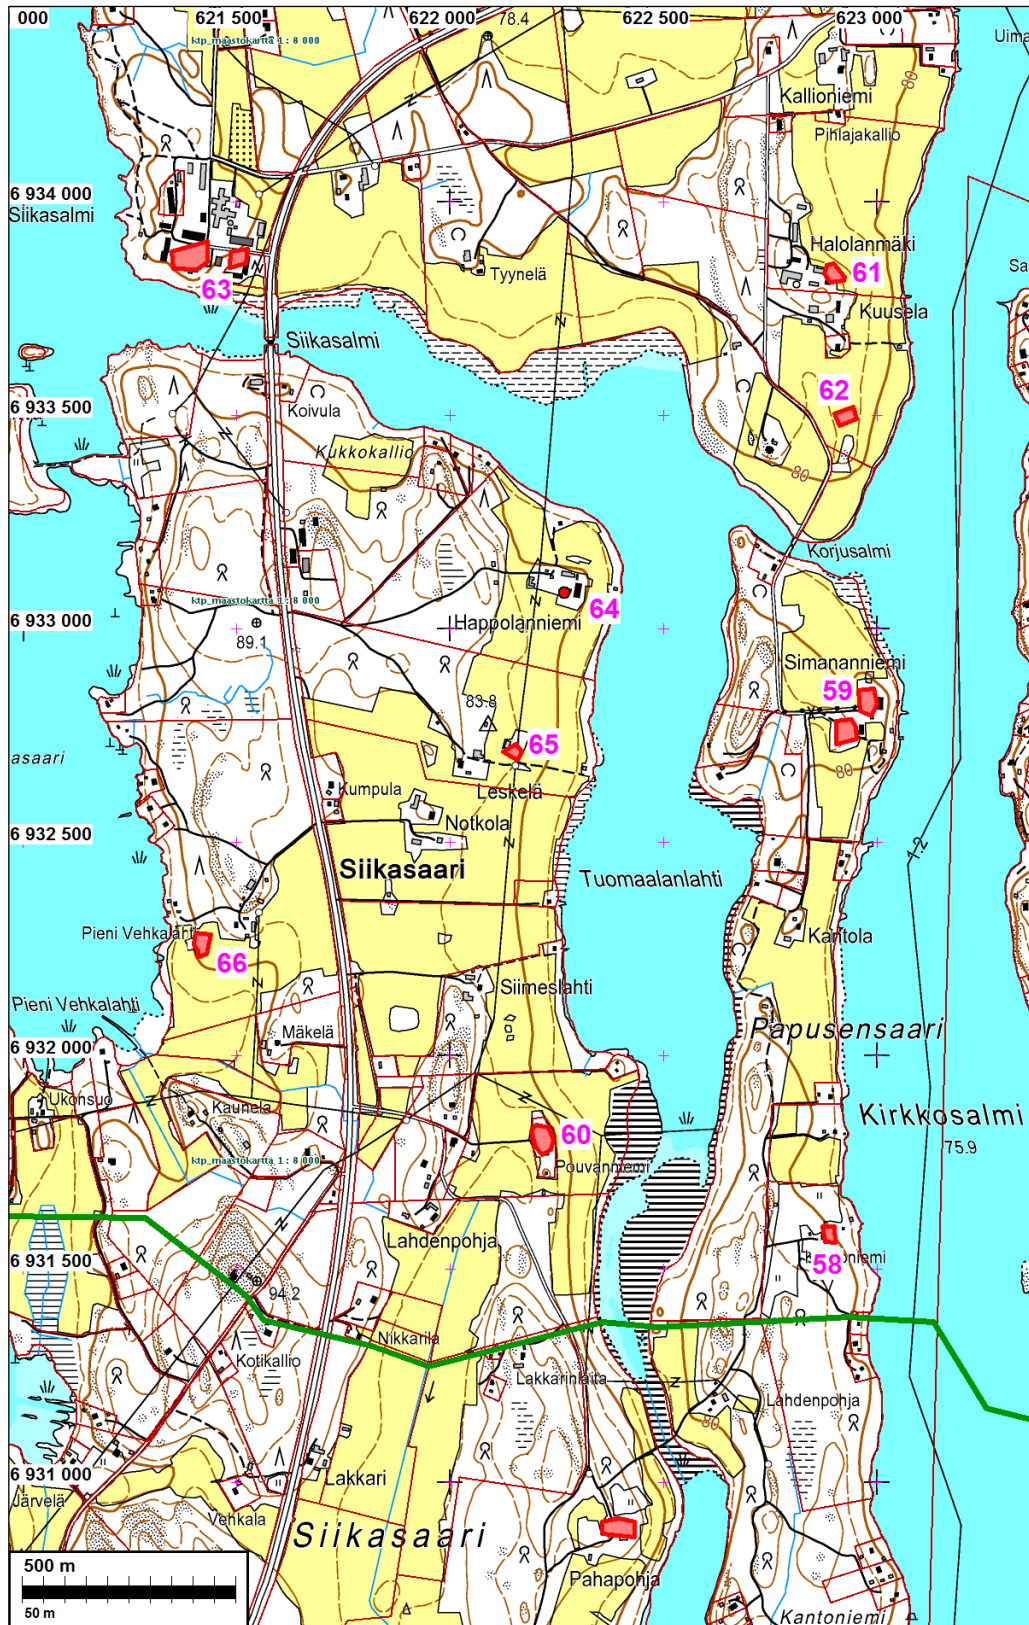 000
621 500
622 000
622 500
623 000
78.4
Uima
ktp_maastokartta 1 : 8 000
Kallioniemi
80
Pihlajakallio
6 934 000
Siikasalmi
N
Halolanmäki
Sa
63
Tyynelä
61
Kuusela
Siikasalmi
Koivula
62
6 933 500
Kukkokallio
80
Korjusalmi
ktp_maastokartta 1 : 8 000
64
6 933 000
Happolanniemi
89.1
Simananniemi
59
83.8
65
asaari
80
Kumpula
Leskelä
Notkola
6 932 500
1.2
Siikasaari
Tuomaalanlahti
Pieni Vehkalahti
66
Kantola
Siimeslahti
Pieni Vehkalahti
Mäkelä
Papusensaari
6 932 000
Ukonsuo
Kaunela
Kirkkosalmi
60
75.9
ktp_maastokartta 1 : 8 000
Pouvanniemi
Lahdenpohja
58
6 931 500
94.2
Nikkarila
Kotikallio
Lakkarinlaita
Lahdenpohja
80
6 931 000
Lakkari
Järvelä
Vehkala
Siikasaari
500 m
Pahapohja
50 m
Kantoniemi